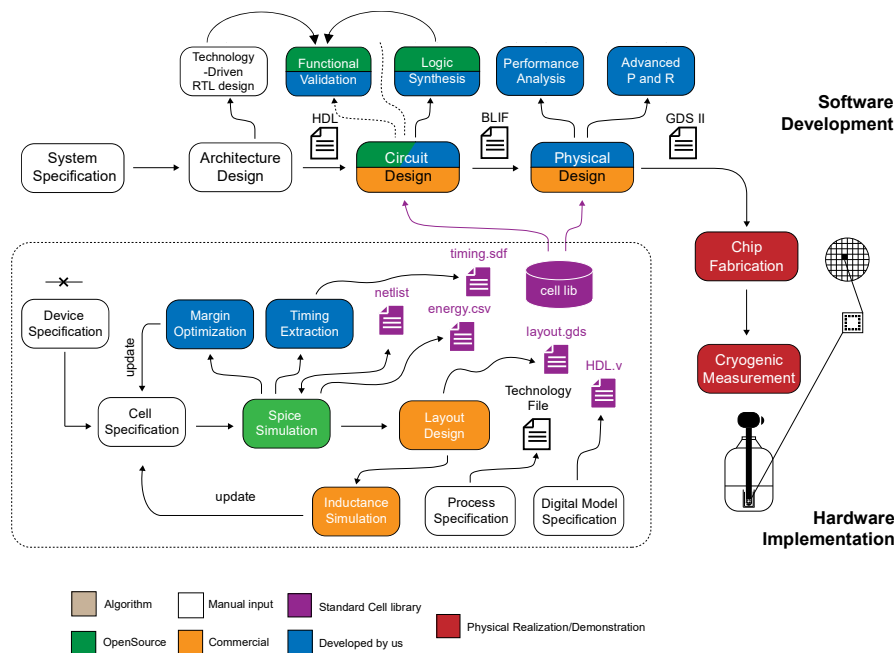 Technology
-Driven
RTL design
Functional
Validation
Logic
Synthesis
Performance
Analysis
Advanced
P and R
Software
Development
HDL
BLIF
GDS II
System
Specification
Architecture
Design
Circuit
Design
Physical
Design
Chip
Fabrication
timing.sdf
cell lib
netlist
energy.csv
Device
Specification
Margin
Optimization
Timing
Extraction
layout.gds
HDL.v
update
Technology
File
Cryogenic
Measurement
Cell
Specification
Spice
Simulation
Layout
Design
update
Inductance
Simulation
Process
Specification
Digital Model
Specification
Hardware
Implementation
Algorithm
Manual input
Standard Cell library
OpenSource
Commercial
Developed by us
Physical Realization/Demonstration